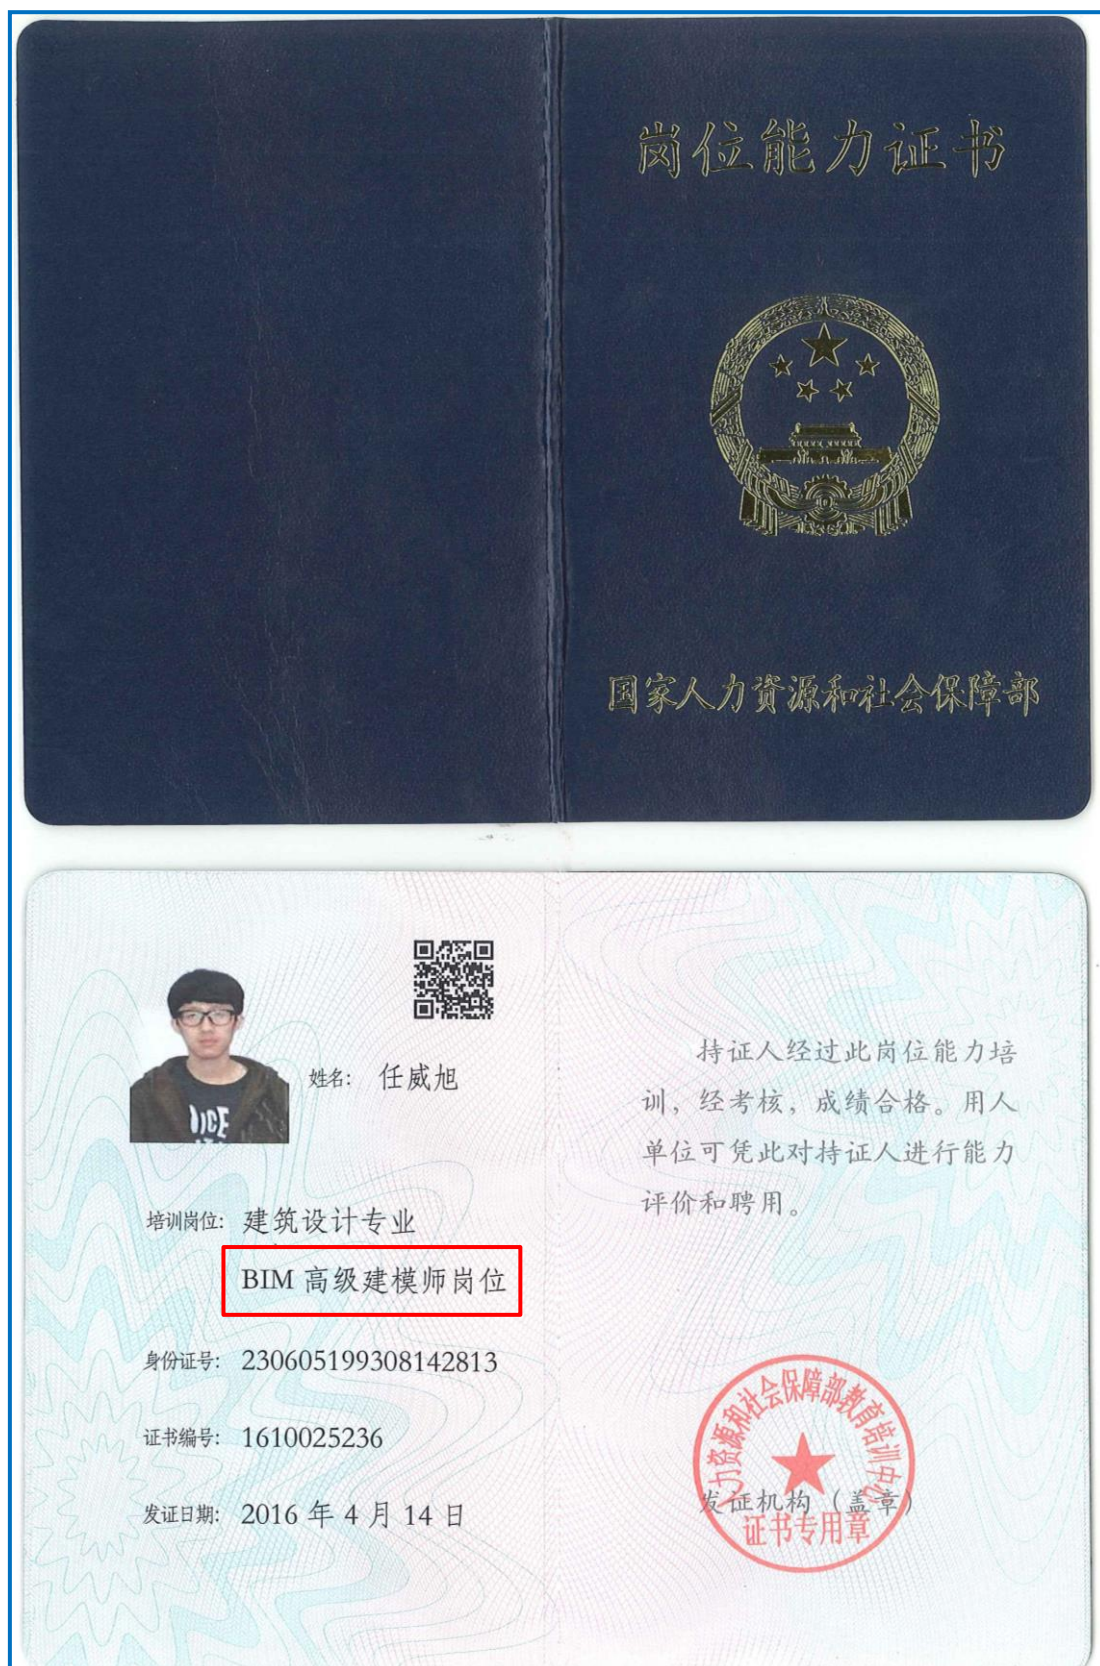 岗位能力证书
国家人力资源和社会保障部
姓名: 任威旭
培训岗位: 建筑设计专业
BIM 高级建模师岗位
身份证号: 230605199308142813
证书编号: 1610025236
发证日期: 2016 年 4 月 14 日
持证人经过此岗位能力培
训，经考核，成绩合格。用人
单位可凭此对持证人进行能力
评价和聘用。
人力资源和社会保障部教育培训中心
发证机构（盖章）
证书专用章